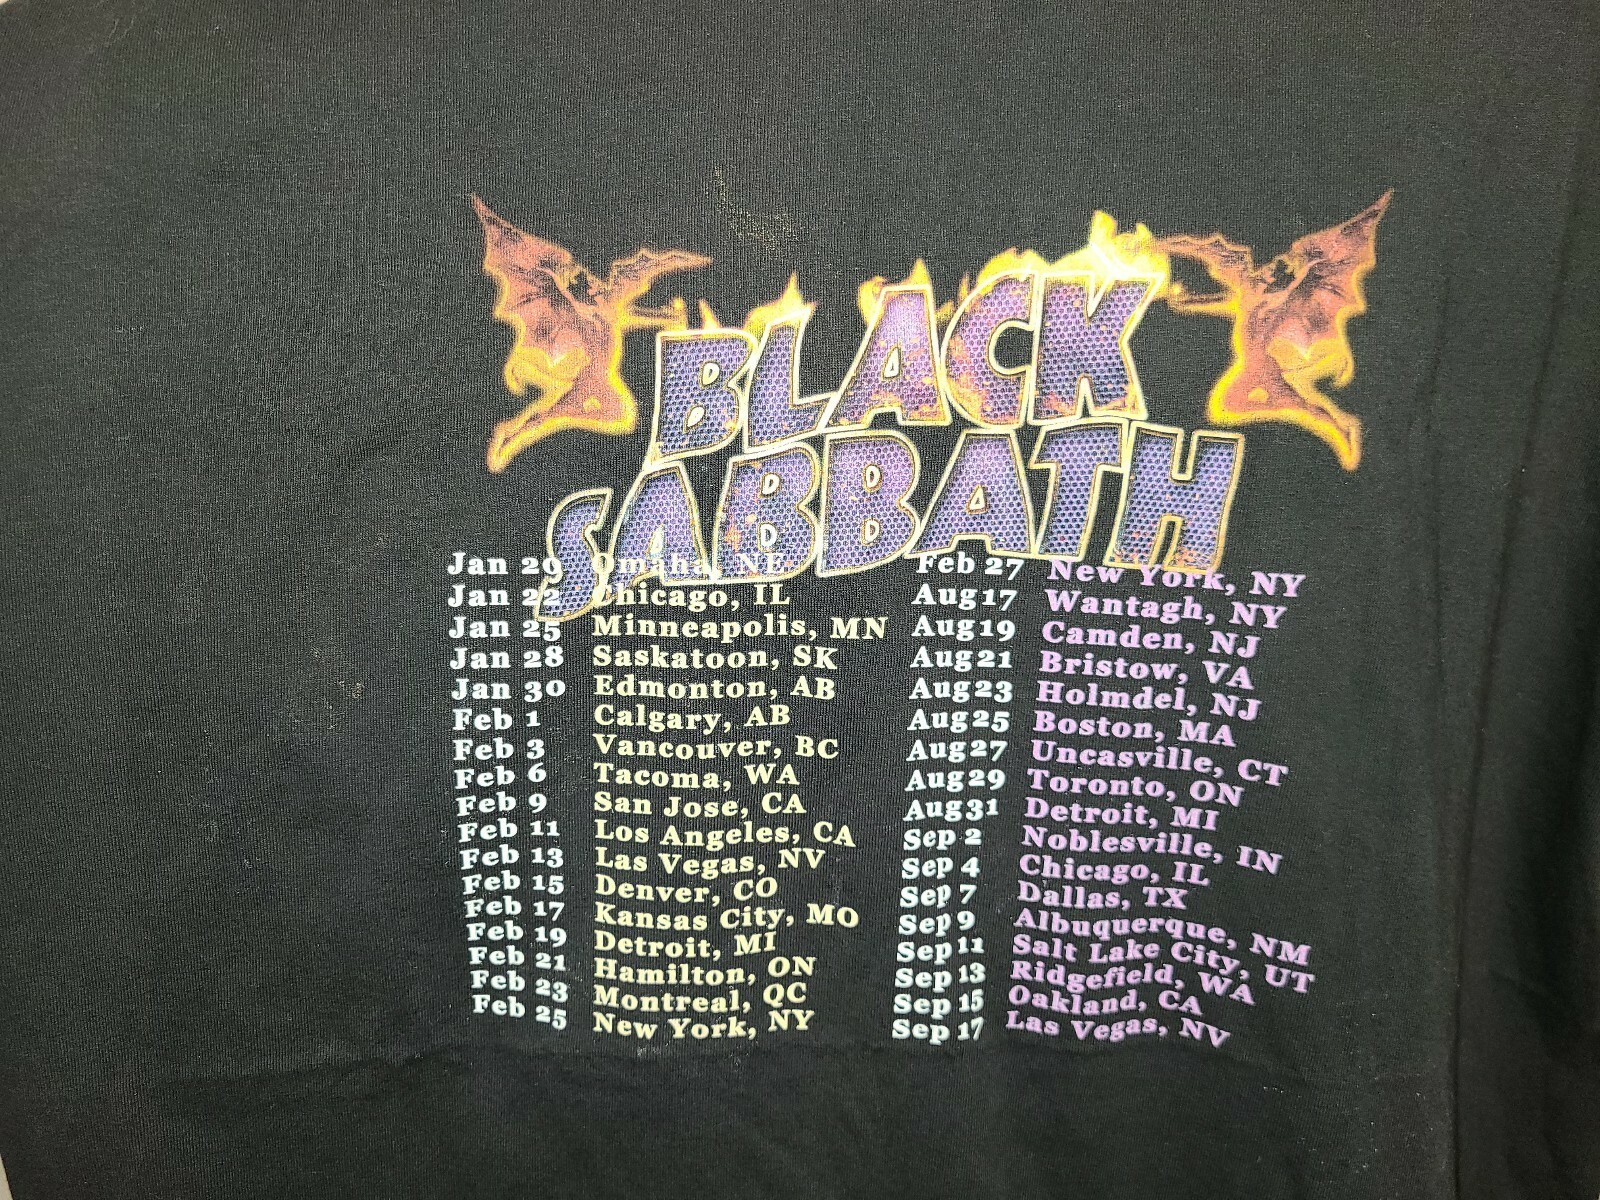 BLACK
SABBATH
Jan 29 Omaha, NE
Jan 22 Chicago, IL
Jan 25 Minneapolis, MN
Jan 28 Saskatoon, SK
Jan 30 Edmonton, AB
Feb 1 Calgary, AB
Feb 3 Vancouver, BC
Feb 6 Tacoma, WA
Feb 9 San Jose, CA
Feb 11 Los Angeles, CA
Feb 13 Las Vegas, NV
Feb 15 Denver, CO
Feb 17 Kansas City, MO
Feb 19 Detroit, MI
Feb 21 Hamilton, ON
Feb 23 Montreal, QC
Feb 25 New York, NY
Feb 27 New York, NY
Aug 17 Wantagh, NY
Aug 19 Camden, NJ
Aug 21 Bristow, VA
Aug 23 Holmdel, NJ
Aug 25 Boston, MA
Aug 27 Uncasville, CT
Aug 29 Toronto, ON
Aug 31 Detroit, MI
Sep 2 Noblesville, IN
Sep 4 Chicago, IL
Sep 7 Dallas, TX
Sep 9 Albuquerque, NM
Sep 11 Salt Lake City, UT
Sep 13 Ridgefield, WA
Sep 15 Oakland, CA
Sep 17 Las Vegas, NV